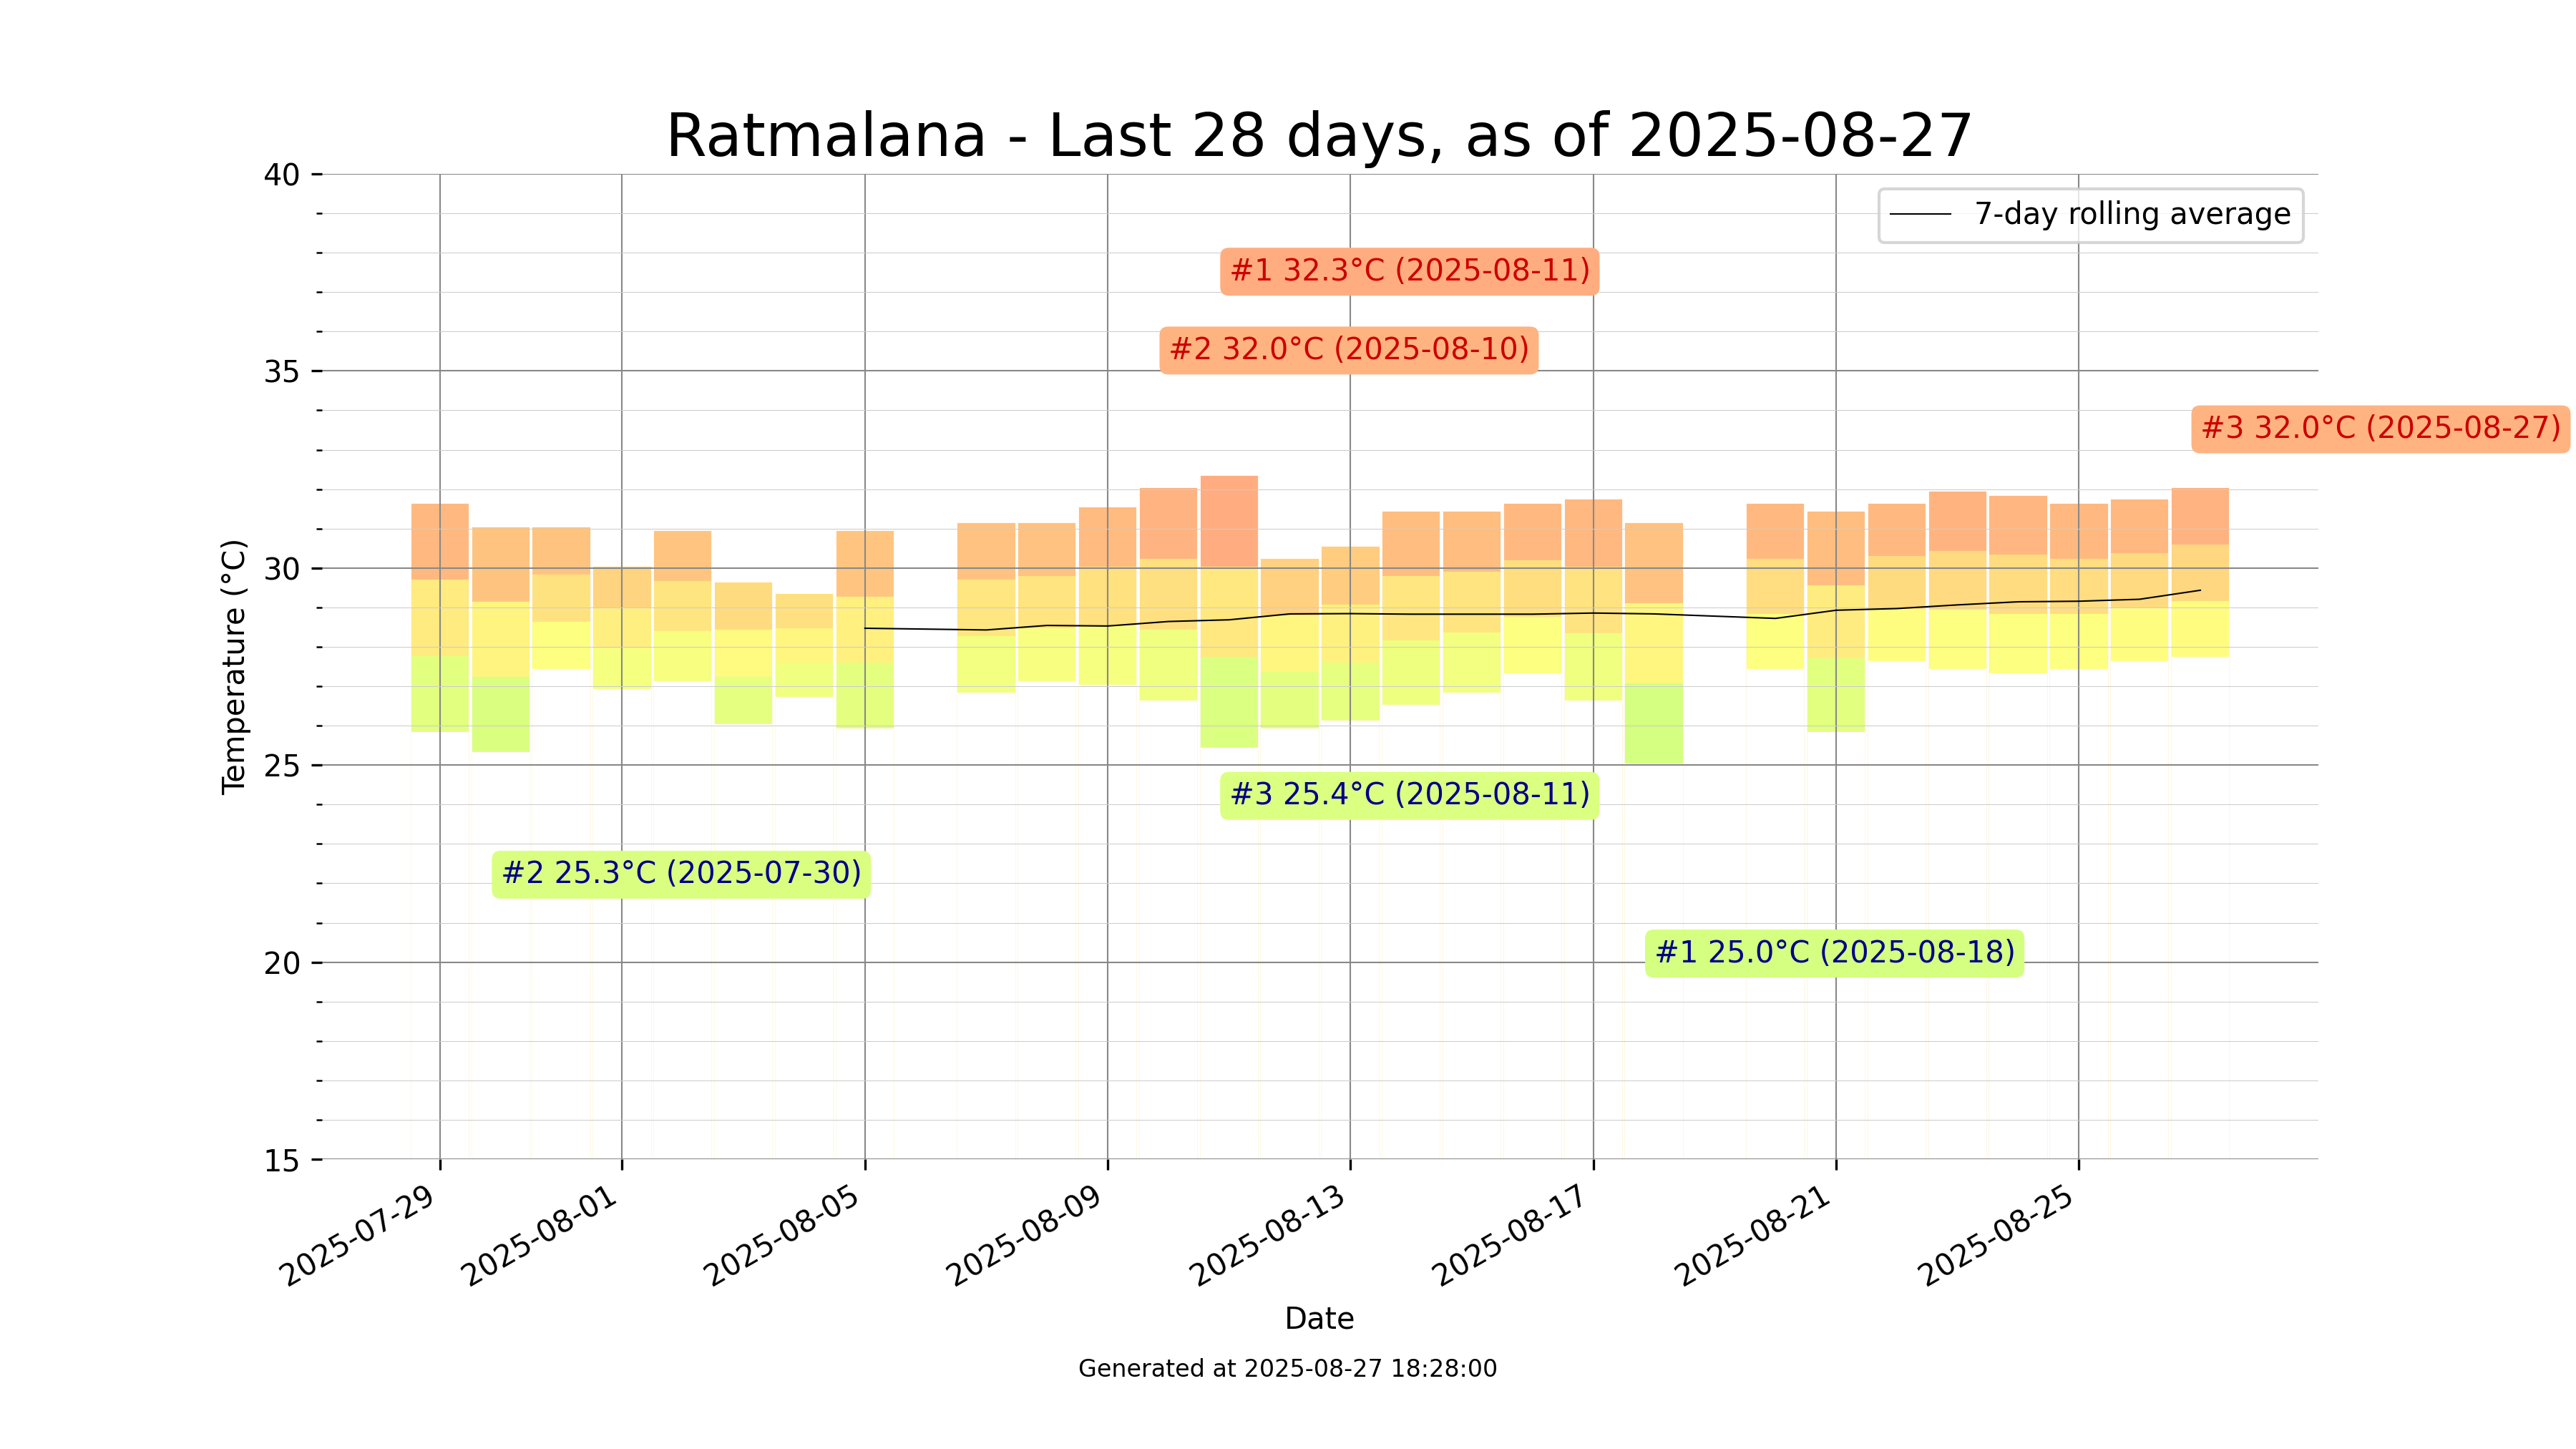 Ratmalana - Last 28 days, as of 2025-08-27
40
35
30
25
20
15
Temperature (°C)
7-day rolling average
#1 32.3°C (2025-08-11)
#2 32.0°C (2025-08-10)
#3 32.0°C (2025-08-27)
#3 25.4°C (2025-08-11)
#2 25.3°C (2025-07-30)
#1 25.0°C (2025-08-18)
2025-07-29
2025-08-01
2025-08-05
2025-08-09
2025-08-13
2025-08-17
2025-08-21
2025-08-25
Date
Generated at 2025-08-27 18:28:00